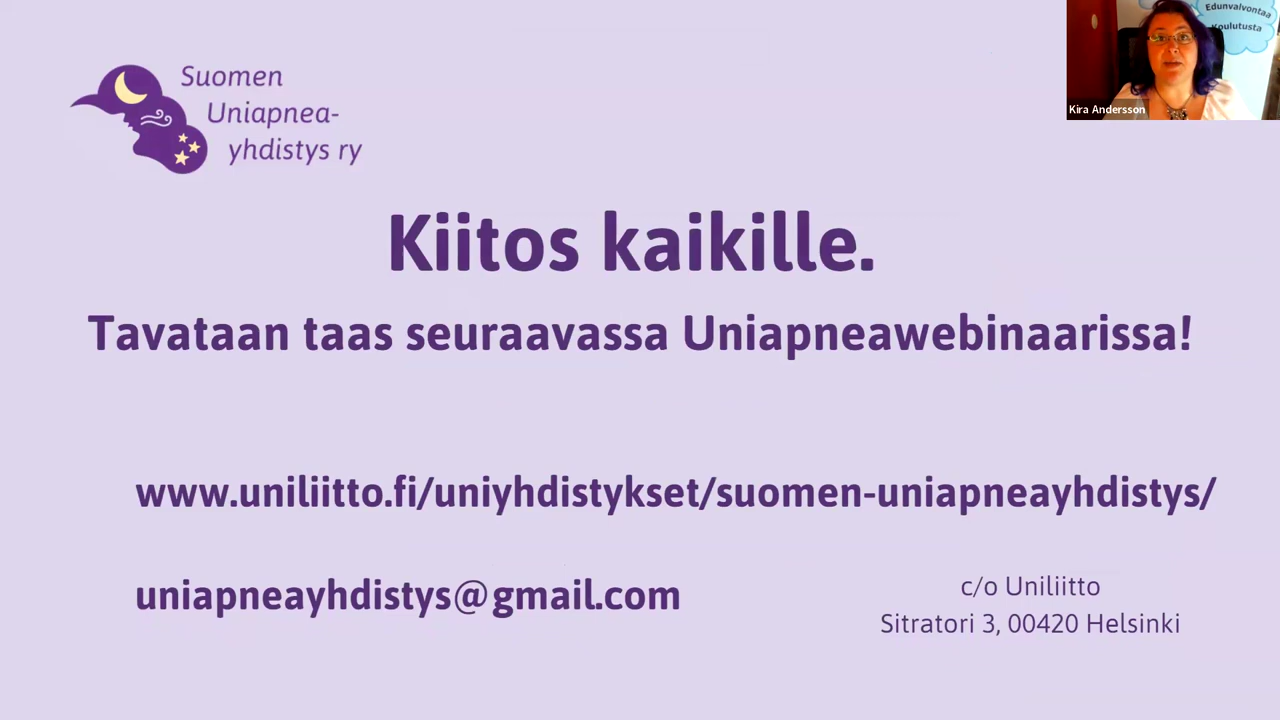 Suomen
Uniapnea-
yhdistys ry
Edunvalvontaa
Koulutusta
Kira Andersson
Kiitos kaikille.
Tavataan taas seuraavassa Uniapneawebinaarissa!
www.uniliitto.fi/uniyhdistykset/suomen-uniapneayhdistys/
uniapneayhdistys@gmail.com
c/o Uniliitto
Sitratori 3, 00420 Helsinki